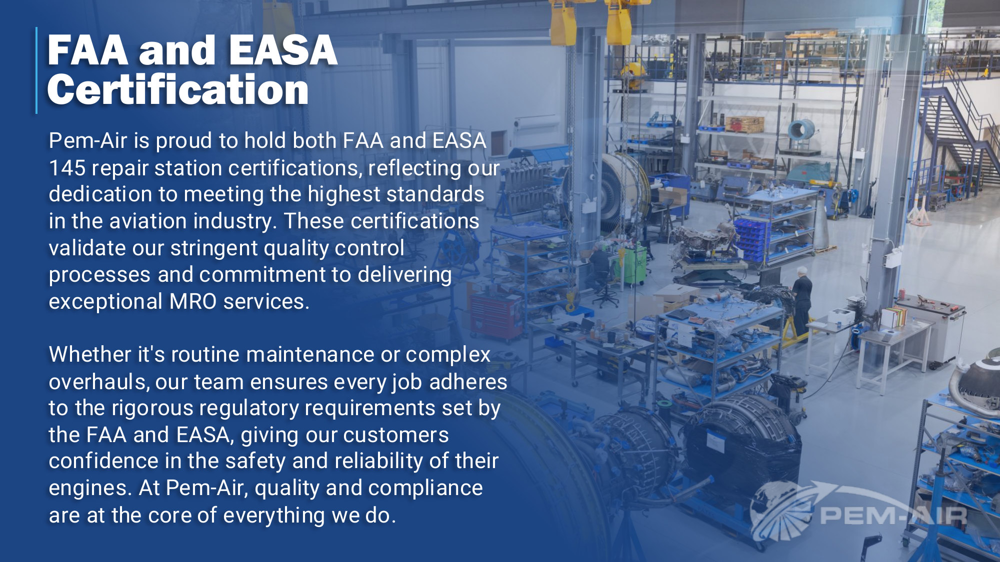 FAA and EASA
Certification
Pem-Air is proud to hold both FAA and EASA
145 repair station certifications, reflecting our
dedication to meeting the highest standards
in the aviation industry. These certifications
validate our stringent quality control
processes and commitment to delivering
exceptional MRO services.
Whether it's routine maintenance or complex
overhauls, our team ensures every job adheres
to the rigorous regulatory requirements set by
the FAA and EASA, giving our customers
confidence in the safety and reliability of their
engines. At Pem-Air, quality and compliance
are at the core of everything we do.
PEM-AIR